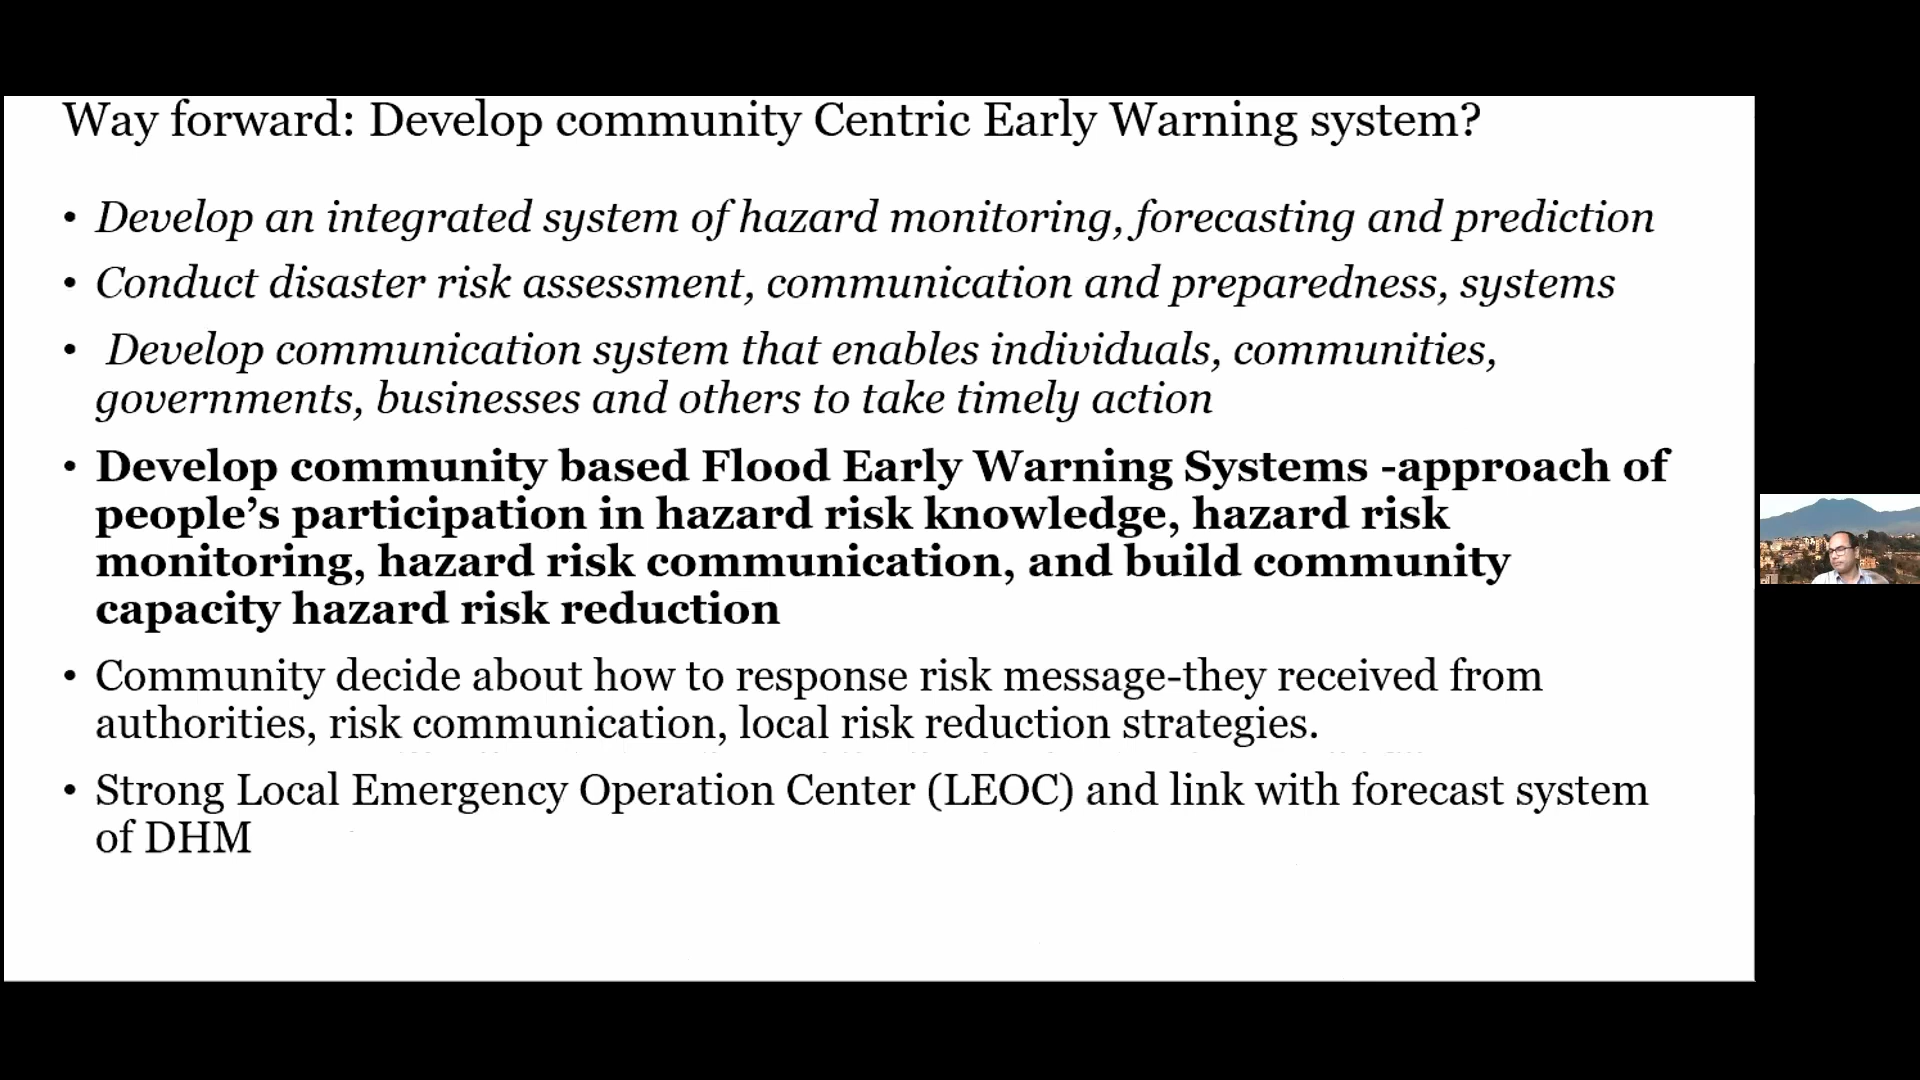 Way forward: Develop community Centric Early Warning system?
• Develop an integrated system of hazard monitoring, forecasting and prediction
• Conduct disaster risk assessment, communication and preparedness, systems
• Develop communication system that enables individuals, communities,
governments, businesses and others to take timely action
• Develop community based Flood Early Warning Systems -approach of
people’s participation in hazard risk knowledge, hazard risk
monitoring, hazard risk communication, and build community
capacity hazard risk reduction
• Community decide about how to response risk message-they received from
authorities, risk communication, local risk reduction strategies.
• Strong Local Emergency Operation Center (LEOC) and link with forecast system
of DHM